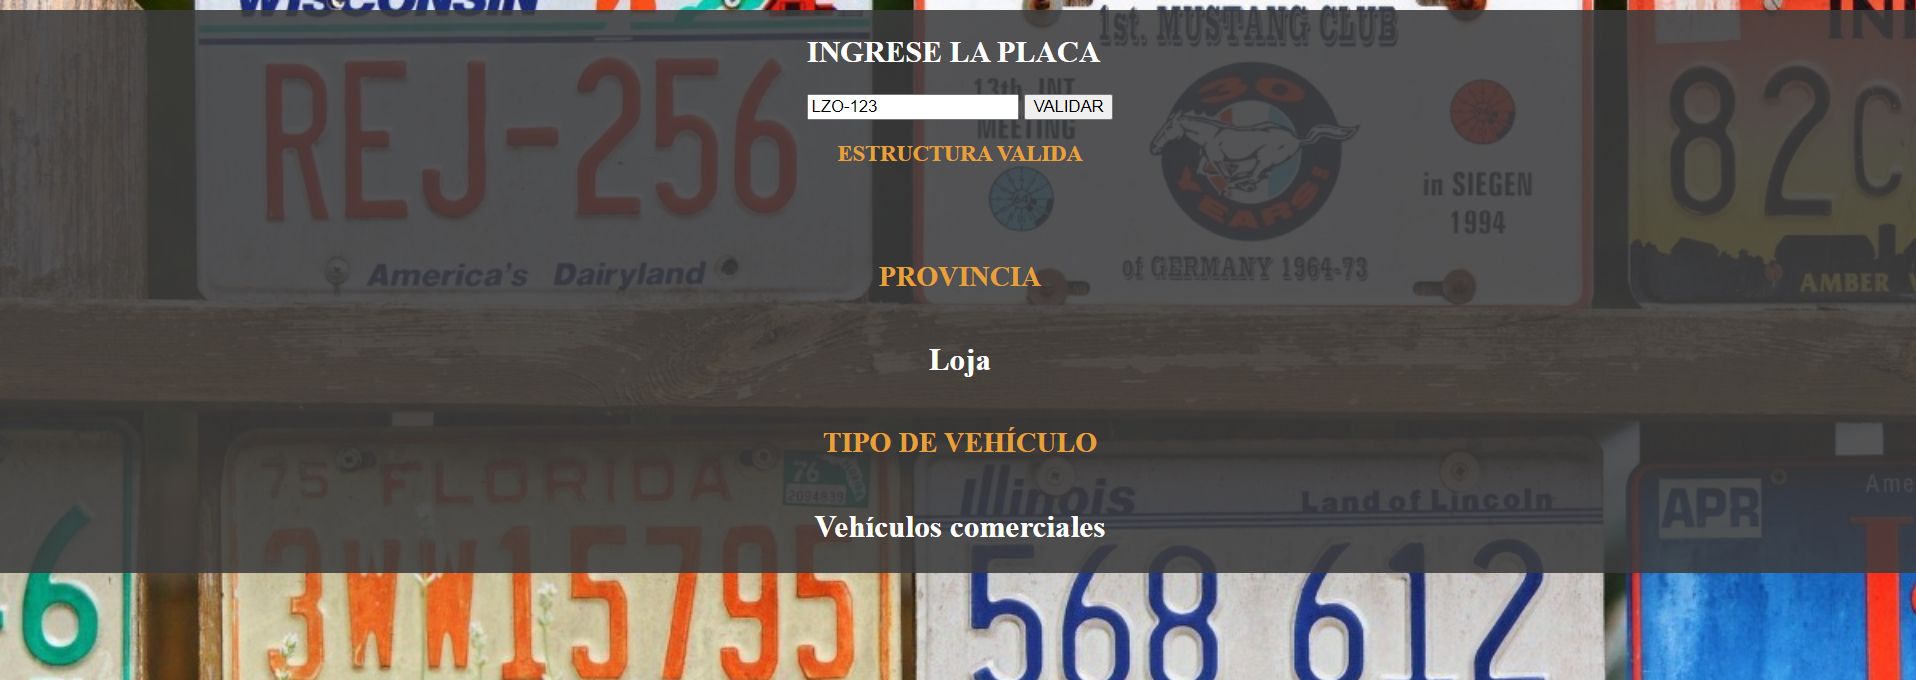 WISCONSIN
1st. MUSTANG CLUB
INGRESE LA PLACA
13th INT
MEETING
LZO-123 VALIDAR
REJ-256
30
YEARS!
82C
ESTRUCTURA VALIDA
in SIEGEN
1994
America's Dairyland
of GERMANY 1964-73
AMBER
PROVINCIA
Loja
TIPO DE VEHÍCULO
75 FLORIDA 76
2094839
Illinois
Land of Lincoln
APR
Vehículos comerciales
6
3WW15795
568 612